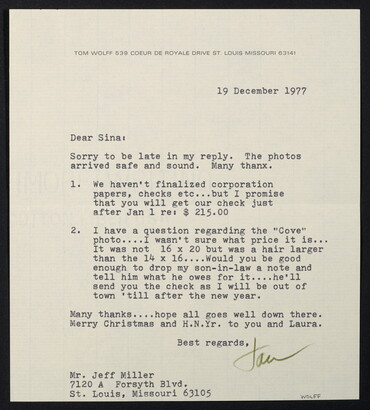 TOM WOLFF 539 COEUR DE ROYALE DRIVE ST. LOUIS MISSOURI 63141
19 December 1977
Dear Sina:
Sorry to be late in my reply. The photos
arrived safe and sound. Many thanx.
1. We haven't finalized corporation
papers, checks etc...but I promise
that you will get our check just
after Jan 1 re: $ 215.00
2. I have a question regarding the "Cove"
photo....I wasn't sure what price it is...
It was not 16 x 20 but was a hair larger
than the 14 x 16....Would you be good
enough to drop my son-in-law a note and
tell him what he owes for it....he'll
send you the check as I will be out of
town 'till after the new year.
Many thanks....hope all goes well down there.
Merry Christmas and H.N.Yr. to you and Laura.
Best regards,
Tom
Mr. Jeff Miller
7120 A Forsyth Blvd.
St. Louis, Missouri 63105
WOLFF